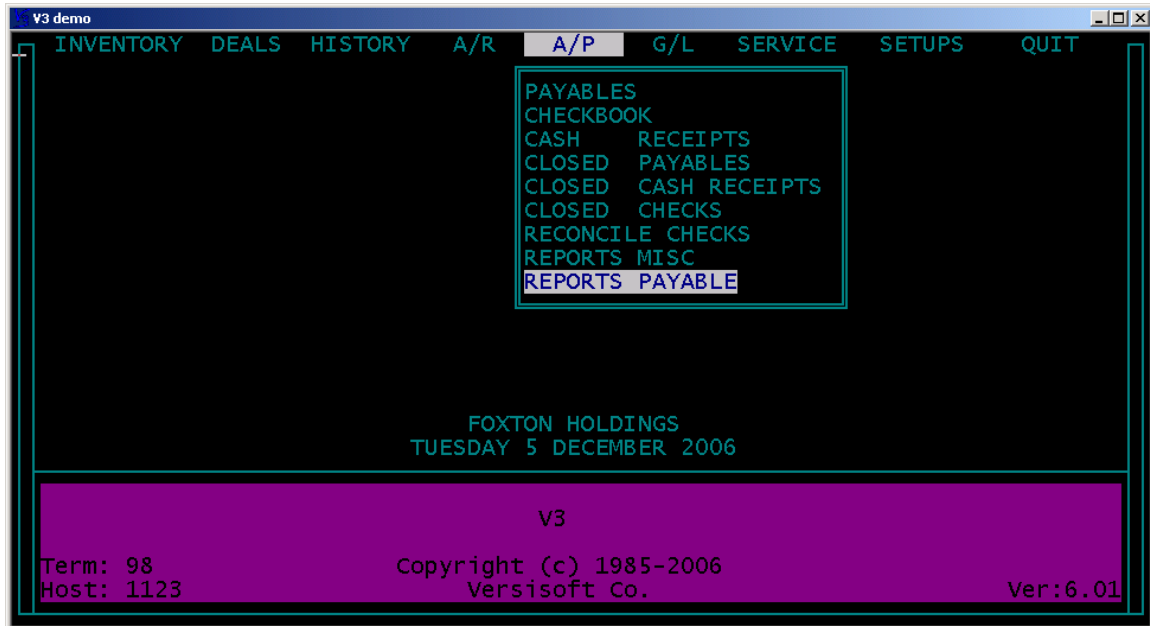 V3 demo
INVENTORY DEALS HISTORY A/R A/P G/L SERVICE SETUPS QUIT
PAYABLES
CHECKBOOK
CASH RECEIPTS
CLOSED PAYABLES
CLOSED CASH RECEIPTS
CLOSED CHECKS
RECONCILE CHECKS
REPORTS MISC
REPORTS PAYABLE
FOXTON HOLDINGS
TUESDAY 5 DECEMBER 2006
V3
Term: 98 Copyright (c) 1985-2006
Host: 1123 Versisoft Co. Ver:6.01